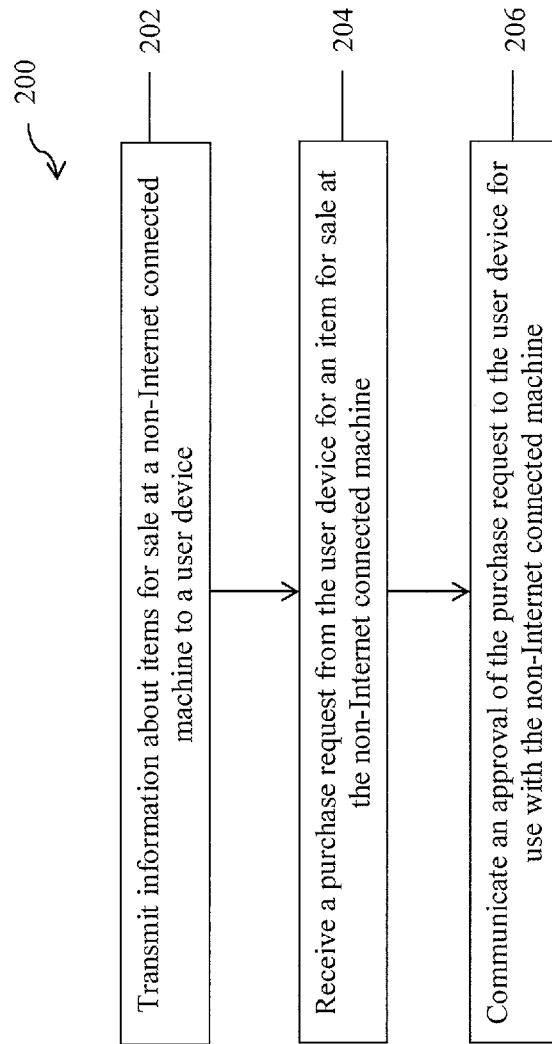 200
Transmit information about items for sale at a non-Internet connected
machine to a user device
202
Receive a purchase request from the user device for an item for sale at
the non-Internet connected machine
204
Communicate an approval of the purchase request to the user device for
use with the non-Internet connected machine
206